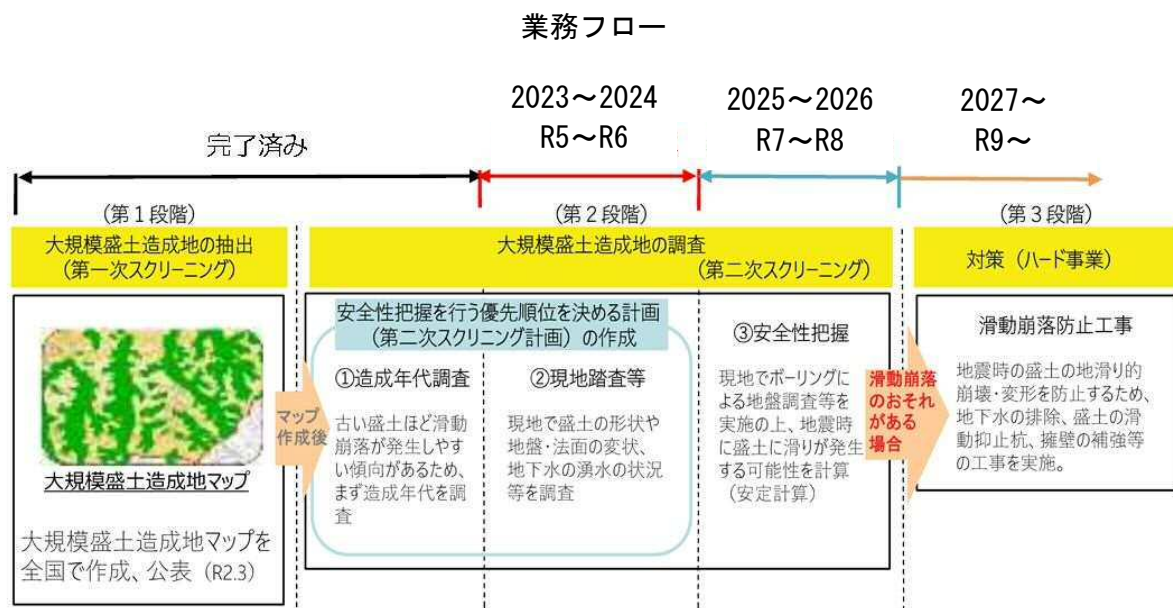 業務フロー
完了済み
2023～2024
R5～R6
2025～2026
R7～R8
2027～
R9～
(第１段階)
大規模盛土造成地の抽出
(第一次スクリーニング)
大規模盛土造成地マップ
大規模盛土造成地マップを
全国で作成、公表 (R2.3)
マップ
作成後
(第２段階)
大規模盛土造成地の調査
(第二次スクリーニング)
安全性把握を行う優先順位を決める計画
(第二次スクリニング計画) の作成
①造成年代調査
古い盛土ほど滑動
崩落が発生しやす
い傾向があるため、
まず造成年代を調
査
②現地踏査等
現地で盛土の形状や
地盤・法面の変状、
地下水の湧水の状況
等を調査
③安全性把握
現地でボーリングに
よる地盤調査等を
実施の上、地震時
に盛土に滑りが発生
する可能性を計算
(安定計算)
滑動崩落
のおそれ
がある
場合
(第３段階)
対策 (ハード事業)
滑動崩落防止工事
地震時の盛土の地滑り的
崩壊・変形を防止するため、
地下水の排除、盛土の滑
動抑止杭、擁壁の補強等
の工事を実施。